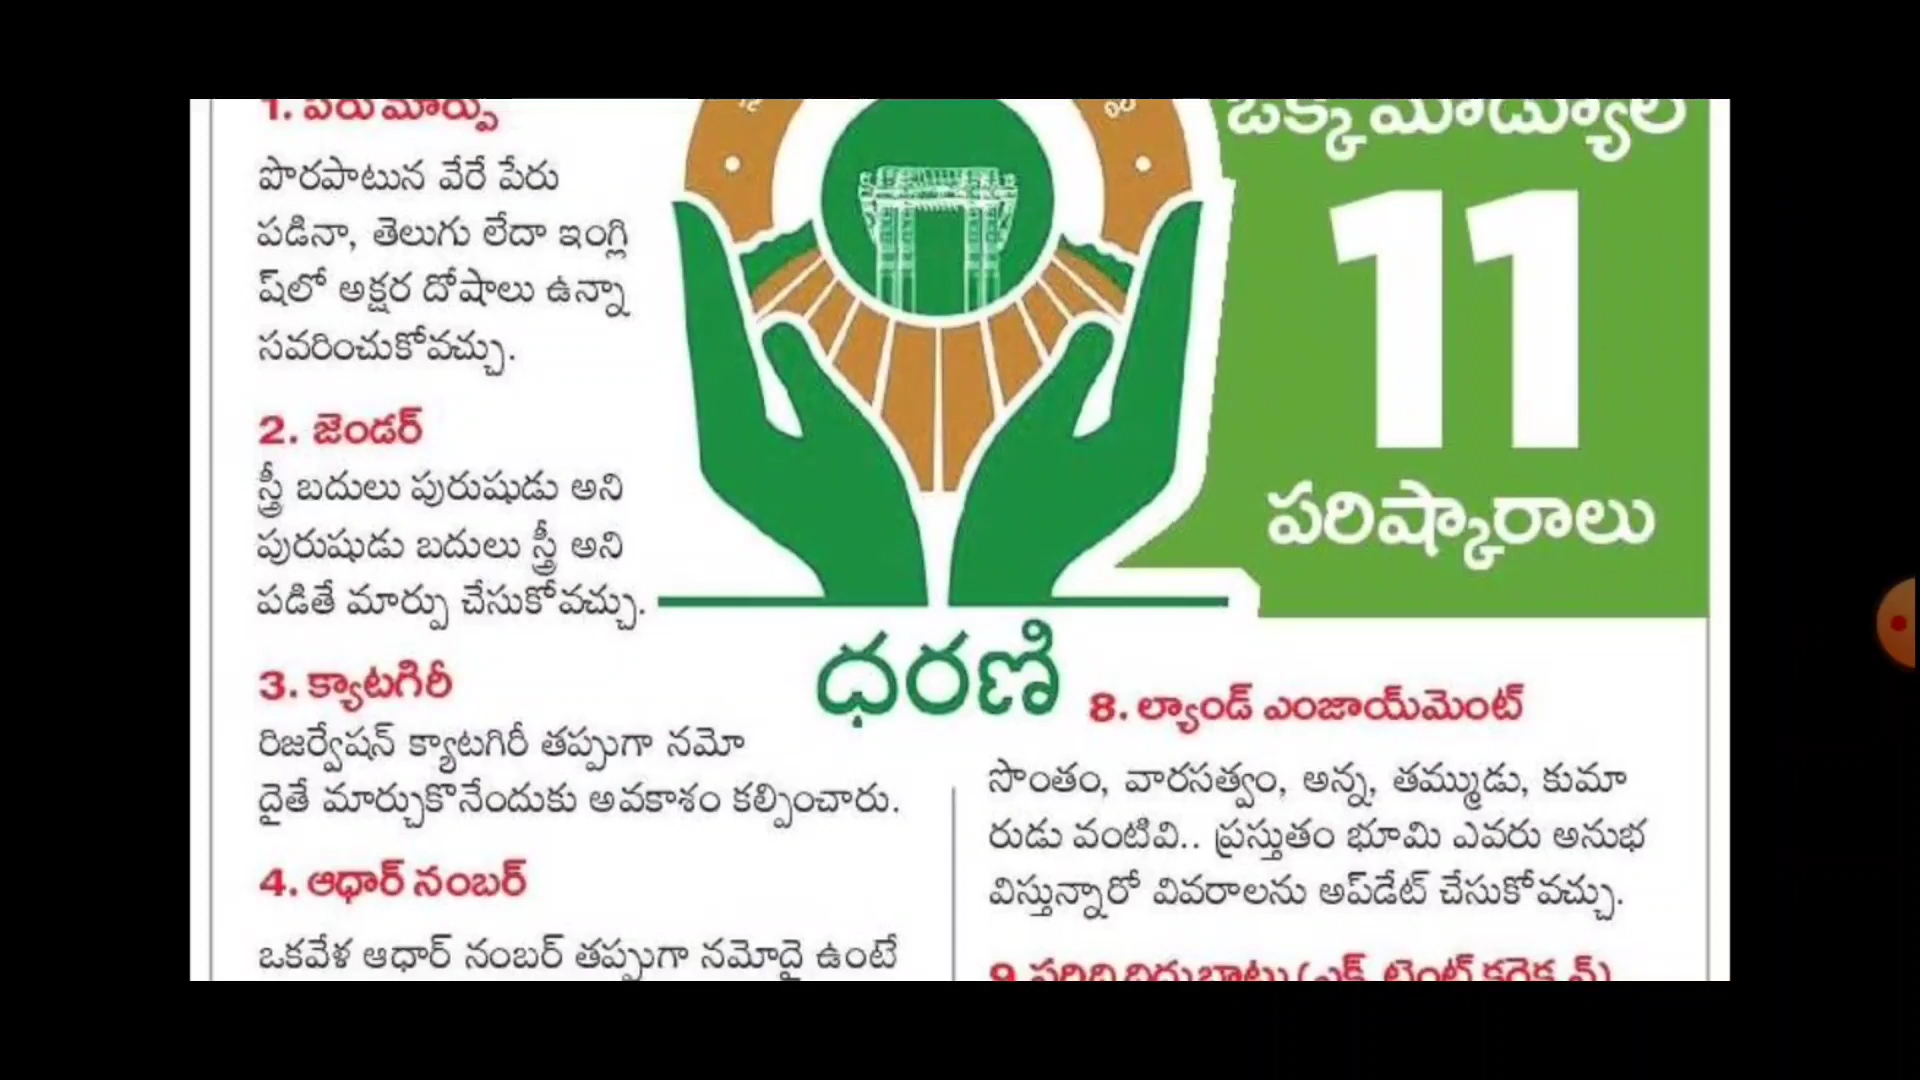 1. పేరు మార్పు
పొరపాటున వేరే పేరు
పడినా, తెలుగు లేదా ఇంగ్లి
ష్‌లో అక్షర దోషాలు ఉన్నా
సవరించుకోవచ్చు.
2. జెండర్
స్త్రీ బదులు పురుషుడు అని
పురుషుడు బదులు స్త్రీ అని
పడితే మార్పు చేసుకోవచ్చు.
3. క్యాటగిరీ
రిజర్వేషన్ క్యాటగిరీ తప్పుగా నమో
దైతే మార్చుకొనేందుకు అవకాశం కల్పించారు.
4. ఆధార్ నంబర్
ఒకవేళ ఆధార్ నంబర్ తప్పుగా నమోదై ఉంటే
ధరణి
ఒక్క మాడ్యూల్
11
పరిష్కారాలు
8. ల్యాండ్ ఎంజాయ్‌మెంట్
సొంతం, వారసత్వం, అన్న, తమ్ముడు, కుమా
రుడు వంటివి.. ప్రస్తుతం భూమి ఎవరు అనుభ
విస్తున్నారో వివరాలను అప్‌డేట్ చేసుకోవచ్చు.